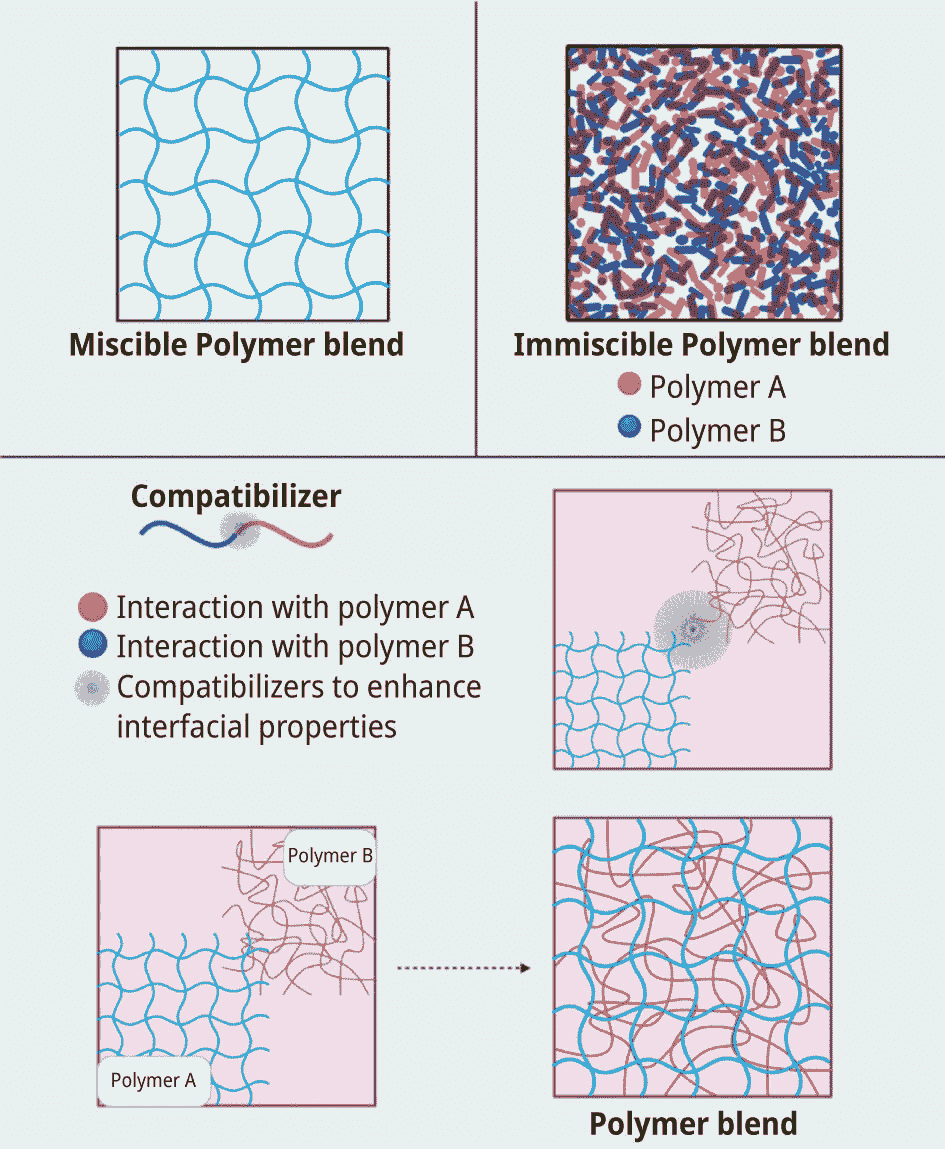 Miscible Polymer blend
Immiscible Polymer blend
Polymer A
Polymer B
Compatibilizer
Interaction with polymer A
Interaction with polymer B
Compatibilizers to enhance
interfacial properties
Polymer B
Polymer A
Polymer blend